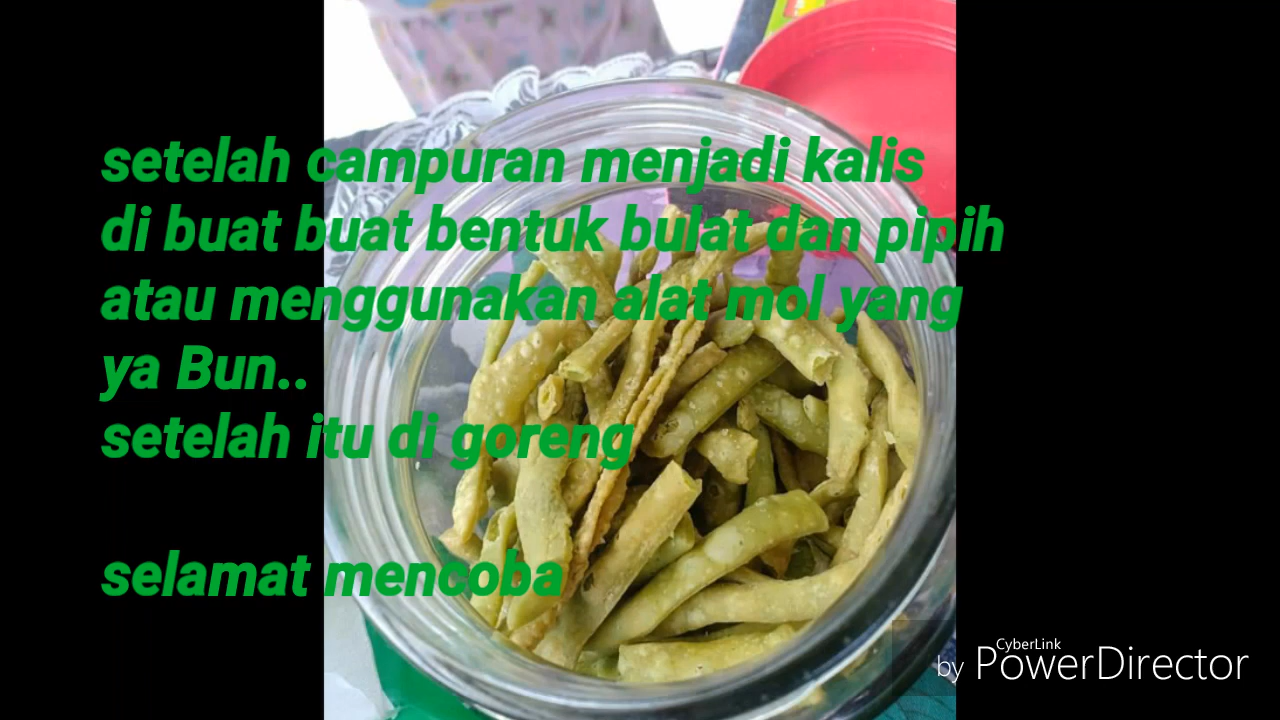 setelah campuran menjadi kalis
di buat buat bentuk bulat dan pipih
atau menggunakan alat mol yang
ya Bun..
setelah itu di goreng
selamat mencoba
CyberLink
by PowerDirector